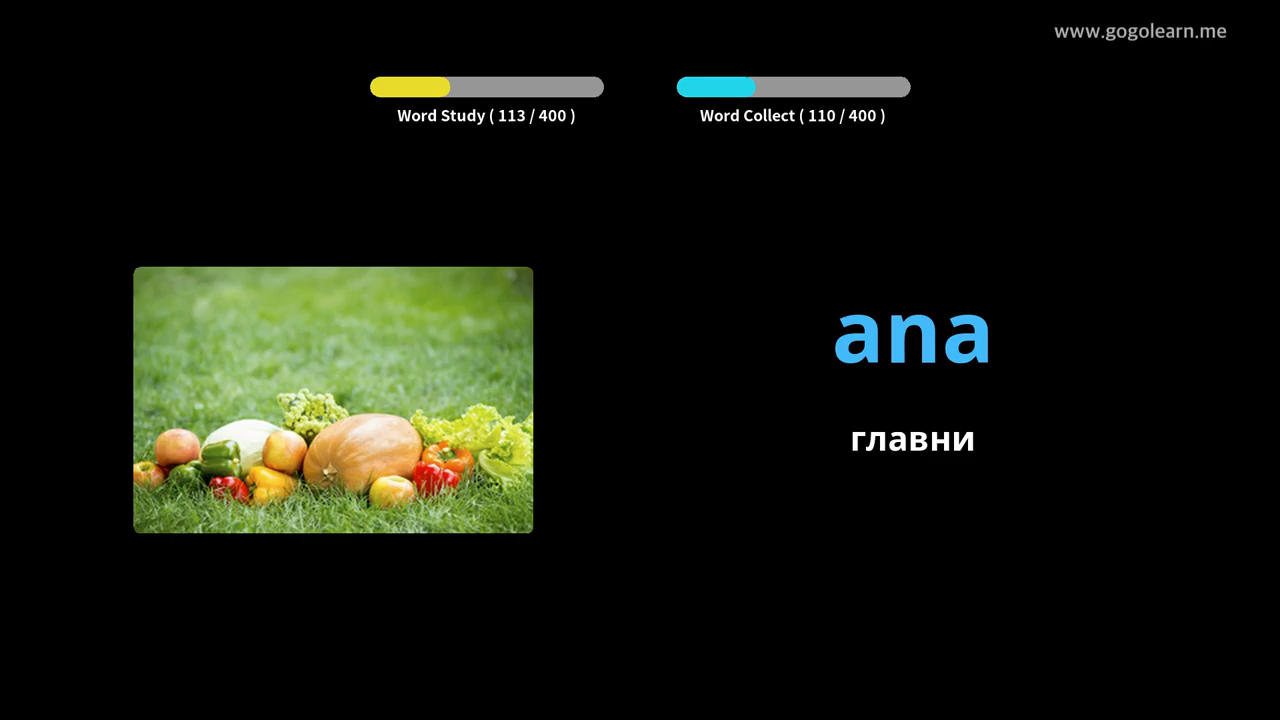 www.gogolearn.me
Word Study ( 113 / 400 )
Word Collect ( 110 / 400 )
ana
главни